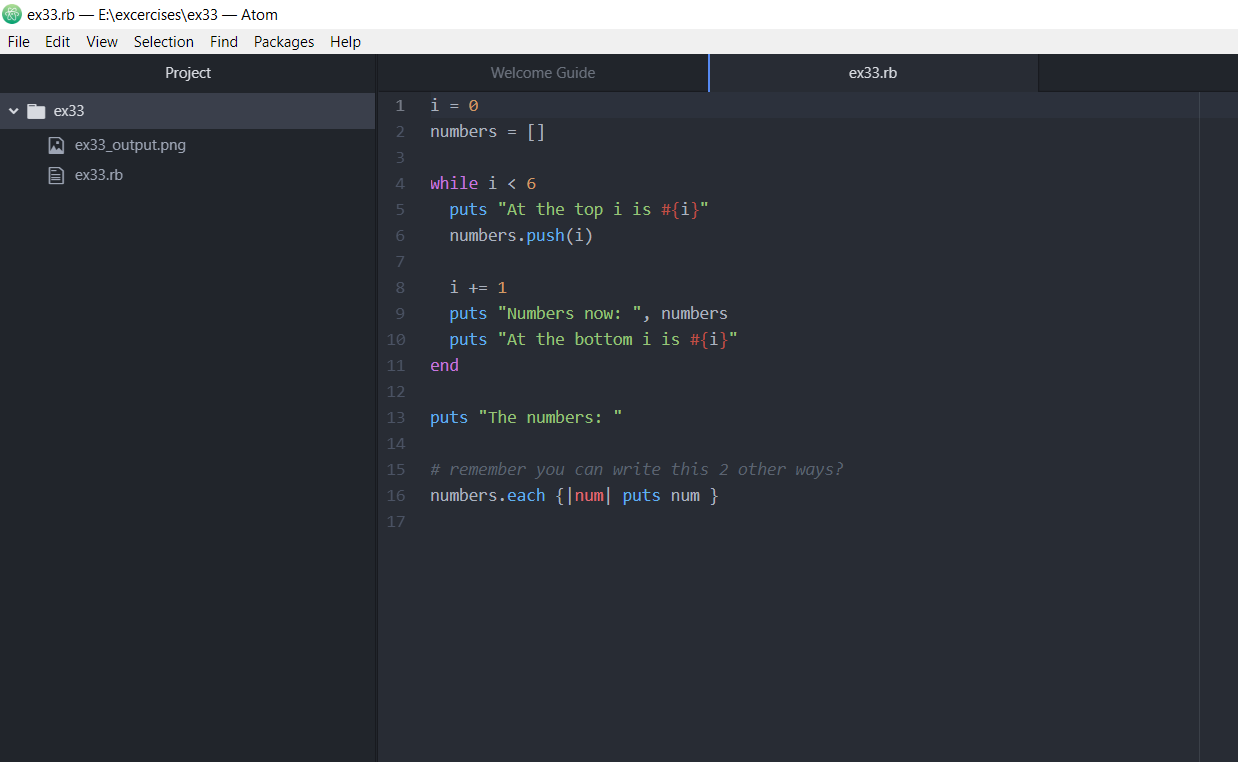 ex33.rb — E:\excercises\ex33 — Atom
File Edit View Selection Find Packages Help
Project
Welcome Guide
ex33.rb
ex33
ex33_output.png
ex33.rb
1 i = 0
2 numbers = []
3
4 while i < 6
5   puts "At the top i is #{i}"
6   numbers.push(i)
7
8   i += 1
9   puts "Numbers now: ", numbers
10   puts "At the bottom i is #{i}"
11 end
12
13 puts "The numbers: "
14
15 # remember you can write this 2 other ways?
16 numbers.each {|num| puts num }
17